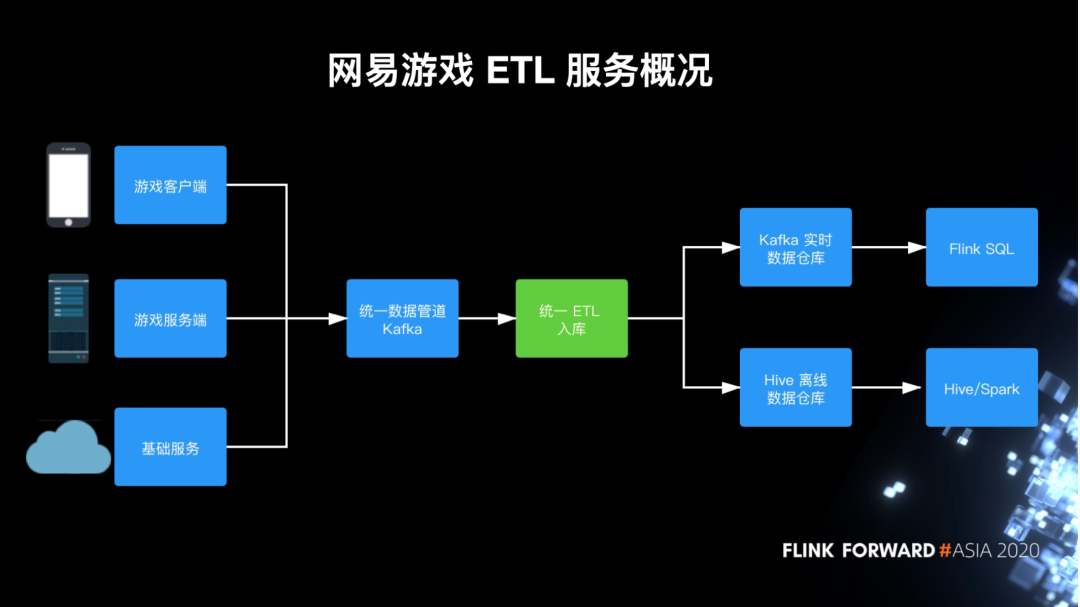 网易游戏 ETL 服务概况
游戏客户端
游戏服务端
基础服务
统一数据管道
Kafka
统一 ETL
入库
Kafka 实时
数据仓库
Flink SQL
Hive 离线
数据仓库
Hive/Spark
FLINK FORWARD #ASIA 2020